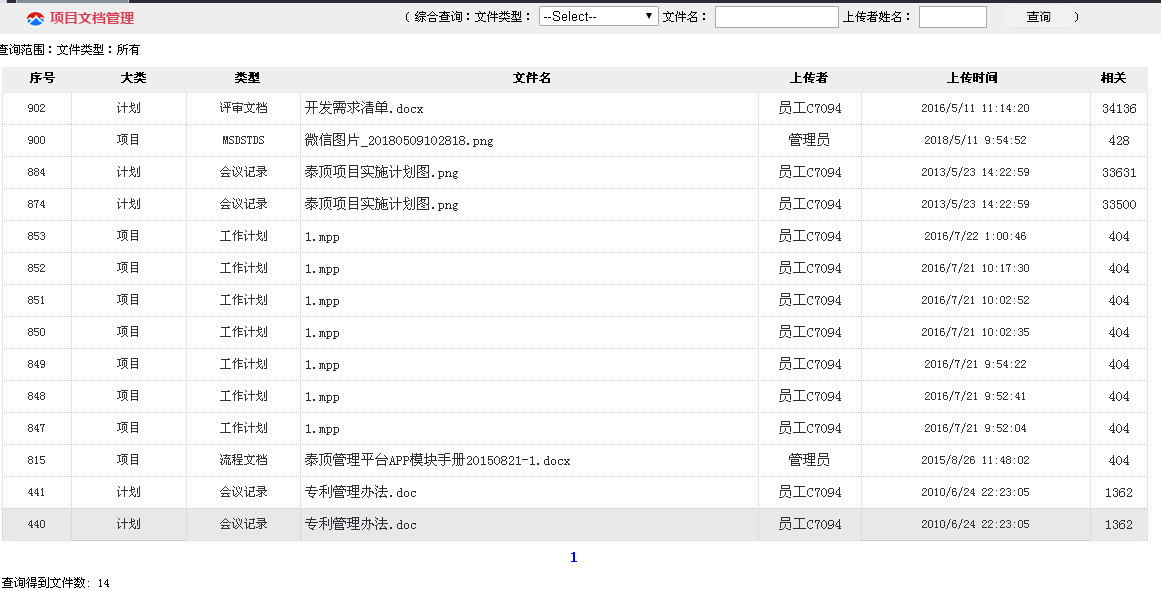 项目文档管理 （ 综合查询：文件类型： --Select-- 文件名： 上传者姓名： 查询 ）
查询范围：文件类型：所有
序号 大类 类型 文件名 上传者 上传时间 相关
902 计划 评审文档 开发需求清单.docx 员工C7094 2016/5/11 11:14:20 34136
900 项目 MSDSTDS 微信图片_20180509102818.png 管理员 2018/5/11 9:54:52 428
884 计划 会议记录 泰顶项目实施计划图.png 员工C7094 2013/5/23 14:22:59 33631
874 计划 会议记录 泰顶项目实施计划图.png 员工C7094 2013/5/23 14:22:59 33500
853 项目 工作计划 1.mpp 员工C7094 2016/7/22 1:00:46 404
852 项目 工作计划 1.mpp 员工C7094 2016/7/21 10:17:30 404
851 项目 工作计划 1.mpp 员工C7094 2016/7/21 10:02:52 404
850 项目 工作计划 1.mpp 员工C7094 2016/7/21 10:02:35 404
849 项目 工作计划 1.mpp 员工C7094 2016/7/21 9:54:22 404
848 项目 工作计划 1.mpp 员工C7094 2016/7/21 9:52:41 404
847 项目 工作计划 1.mpp 员工C7094 2016/7/21 9:52:04 404
815 项目 流程文档 泰顶管理平台APP模块手册20150821-1.docx 管理员 2015/8/26 11:48:02 404
441 计划 会议记录 专利管理办法.doc 员工C7094 2010/6/24 22:23:05 1362
440 计划 会议记录 专利管理办法.doc 员工C7094 2010/6/24 22:23:05 1362
1
查询得到文件数: 14